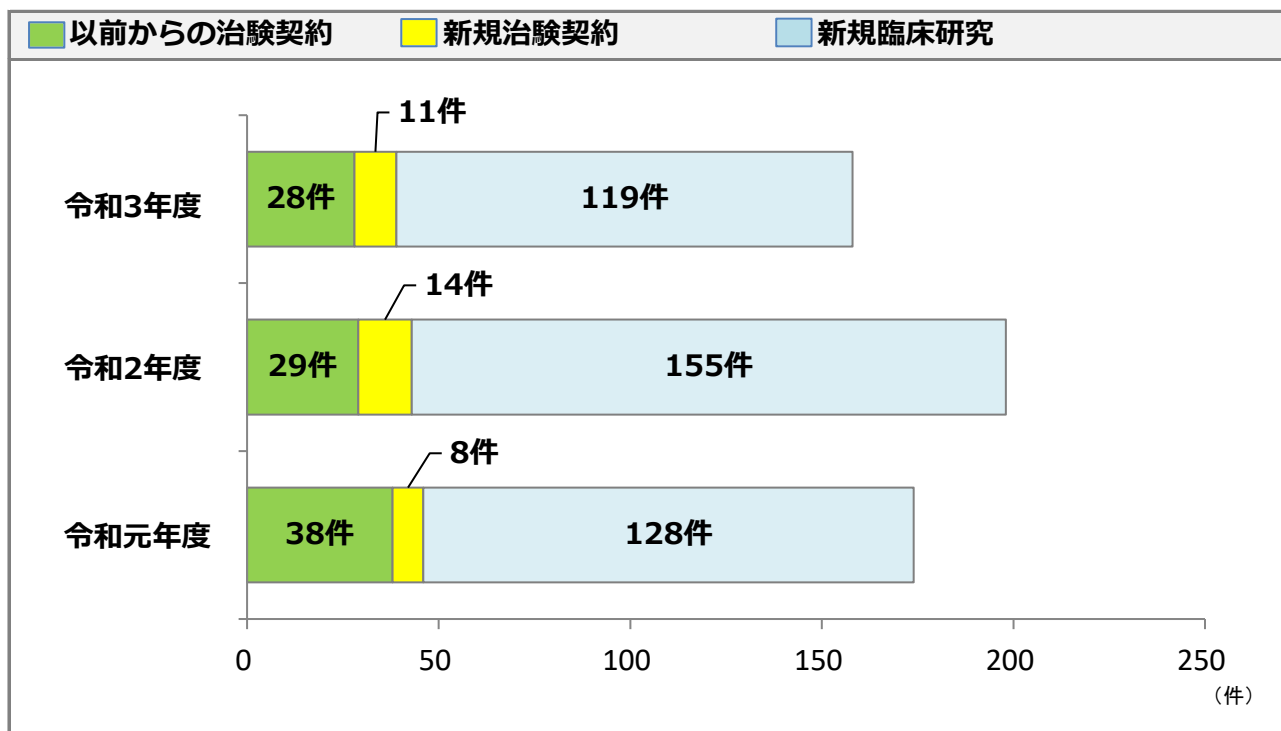 以前からの治験契約 新規治験契約 新規臨床研究
11件
令和3年度 28件 119件
14件
令和2年度 29件 155件
8件
令和元年度 38件 128件
0 50 100 150 200 250
（件）